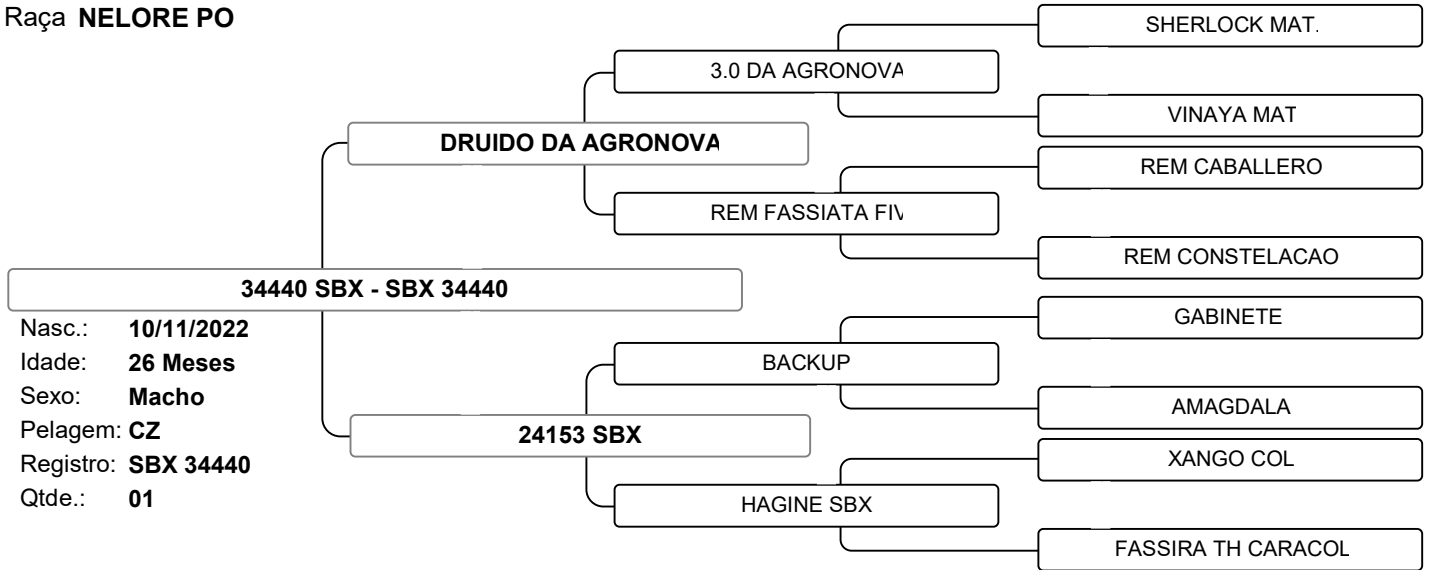 Raça NELORE PO
SHERLOCK MAT.
3.0 DA AGRONOVA
VINAYA MAT
DRUIDO DA AGRONOVA
REM CABALLERO
REM FASSIATA FIV
REM CONSTELACAO
34440 SBX - SBX 34440
GABINETE
Nasc.: 10/11/2022
BACKUP
Idade: 26 Meses
AMAGDALA
Sexo: Macho
24153 SBX
Pelagem: CZ
XANGO COL
Registro: SBX 34440
HAGINE SBX
Qtde.: 01
FASSIRA TH CARACOL